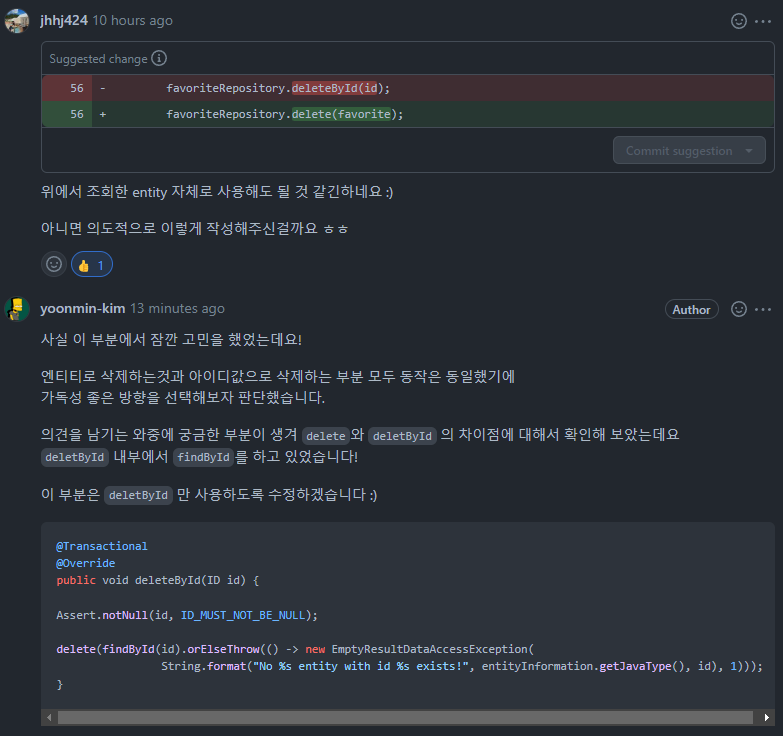 jhhj424 10 hours ago
Suggested change
56 - favoriteRepository.deleteById(id);
56 + favoriteRepository.delete(favorite);
Commit suggestion
위에서 조회한 entity 자체로 사용해도 될 것 같긴하네요 :)
아니면 의도적으로 이렇게 작성해주신걸까요 ㅎㅎ
1
yoonmin-kim 13 minutes ago Author
사실 이 부분에서 잠깐 고민을 했었는데요!
엔티티로 삭제하는것과 아이디값으로 삭제하는 부분 모두 동작은 동일했기에
가독성 좋은 방향을 선택해보자 판단했습니다.
의견을 남기는 와중에 궁금한 부분이 생겨 delete 와 deletById 의 차이점에 대해서 확인해 보았는데요
deletById 내부에서 findById 를 하고 있었습니다!
이 부분은 deletById 만 사용하도록 수정하겠습니다 :)
@Transactional
@Override
public void deleteById(ID id) {
Assert.notNull(id, ID_MUST_NOT_BE_NULL);
delete(findById(id).orElseThrow(() -> new EmptyResultDataAccessException(
String.format("No %s entity with id %s exists!", entityInformation.getJavaType(), id), 1)));
}